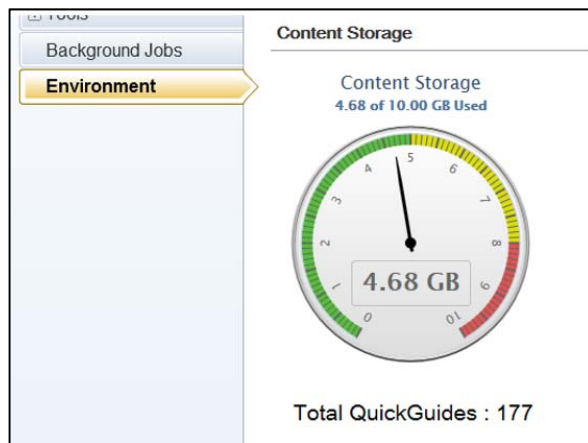 Tools
Background Jobs
Environment
Content Storage
Content Storage
4.68 of 10.00 GB Used
0
1
2
3
4
5
6
7
8
9
10
4.68 GB
Total QuickGuides : 177